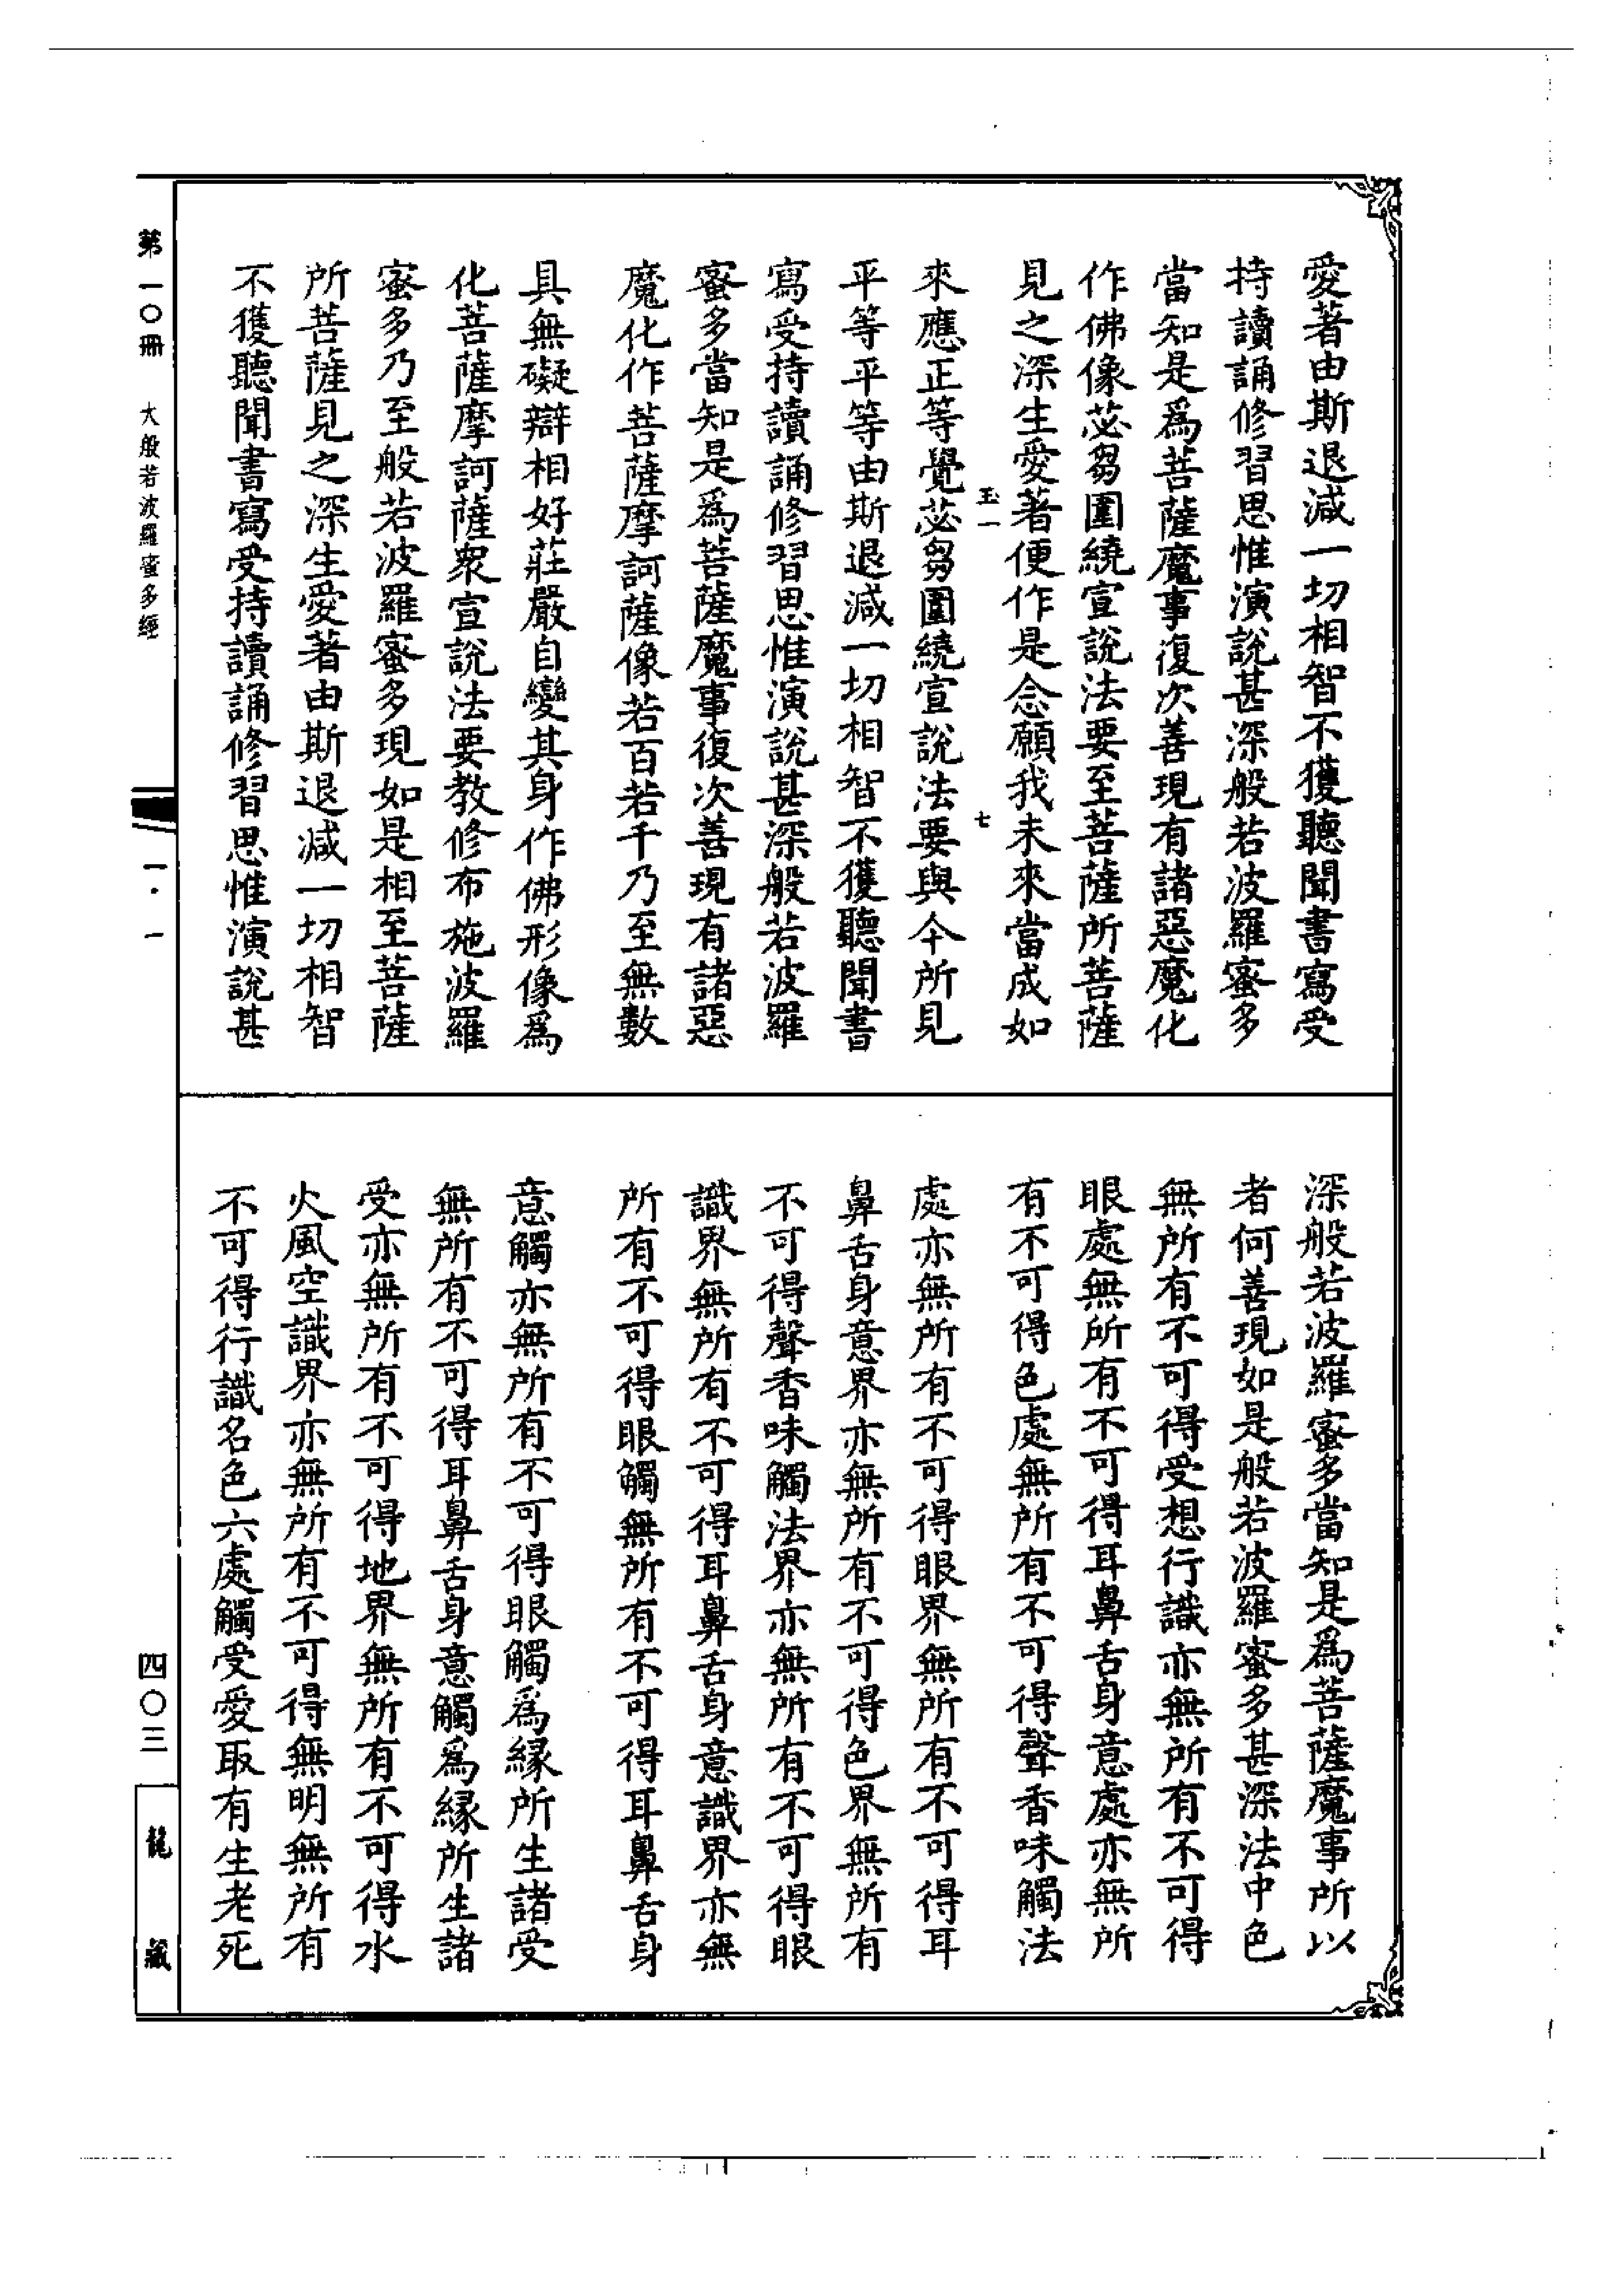 愛著由斯退減一切相智不獲聽聞書寫受
持讀誦修習思惟演說甚深般若波羅蜜多
當知是爲菩薩魔事復次善現有諸惡魔化
作佛像苾芻圍繞宣說法要至菩薩所菩薩
見之深生愛著便作是念願我未來當成如
玉一 七
來應正等覺苾芻圍繞宣說法要與今所見
平等平等由斯退減一切相智不獲聽聞書
寫受持讀誦修習思惟演說甚深般若波羅
蜜多當知是爲菩薩魔事復次善現有諸惡
魔化作菩薩摩訶薩像若百若千乃至無數
具無礙辯相好莊嚴自變其身作佛形像爲
化菩薩摩訶薩衆宣說法要教修布施波羅
蜜多乃至般若波羅蜜多現如是相至菩薩
所菩薩見之深生愛著由斯退減一切相智
不獲聽聞書寫受持讀誦修習思惟演說甚
深般若波羅蜜多當知是爲菩薩魔事所以
者何善現如是般若波羅蜜多甚深法中色
無所有不可得受想行識亦無所有不可得
眼處無所有不可得耳鼻舌身意處亦無所
有不可得色處無所有不可得聲香味觸法
處亦無所有不可得眼界無所有不可得耳
鼻舌身意界亦無所有不可得色界無所有
不可得聲香味觸法界亦無所有不可得眼
識界無所有不可得耳鼻舌身意識界亦無
所有不可得眼觸無所有不可得耳鼻舌身
意觸亦無所有不可得眼觸爲緣所生諸受
無所有不可得耳鼻舌身意觸爲緣所生諸
受亦無所有不可得地界無所有不可得水
火風空識界亦無所有不可得無明無所有
不可得行識名色六處觸受愛取有生老死
第一〇冊 大般若波羅蜜多經 一·一 四〇三 龍藏